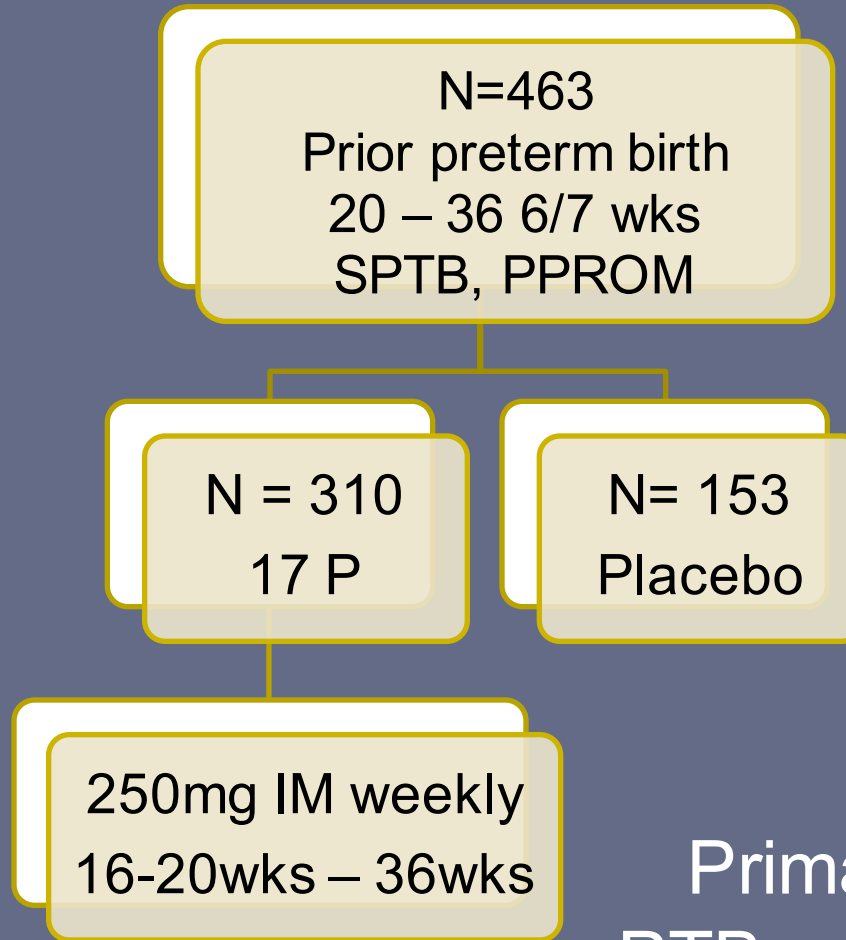 N=463
Prior preterm birth
20 – 36 6/7 wks
SPTB, PPROM
N = 310
17 P
N= 153
Placebo
250mg IM weekly
16-20wks – 36wks